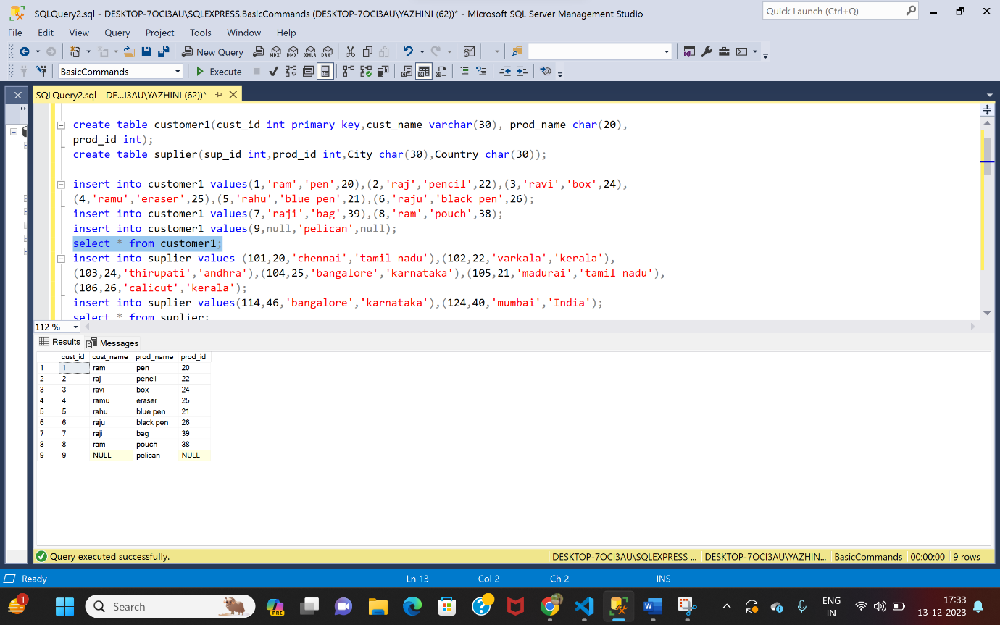 SQLQuery2.sql - DESKTOP-7OCI3AU\SQLEXPRESS.BasicCommands (DESKTOP-7OCI3AU\YAZHINI (62))* - Microsoft SQL Server Management Studio
Quick Launch (Ctrl+Q)
File Edit View Query Project Tools Window Help
New Query MDX DMX XMLA DAX
BasicCommands Execute
SQLQuery2.sql - DE...I3AU\YAZHINI (62))*
create table customer1(cust_id int primary key,cust_name varchar(30), prod_name char(20),
prod_id int);
create table suplier(sup_id int,prod_id int,City char(30),Country char(30));
insert into customer1 values(1,'ram','pen',20),(2,'raj','pencil',22),(3,'ravi','box',24),
(4,'ramu','eraser',25),(5,'rahu','blue pen',21),(6,'raju','black pen',26);
insert into customer1 values(7,'raji','bag',39),(8,'ram','pouch',38);
insert into customer1 values(9,null,'pelican',null);
select * from customer1;
insert into suplier values (101,20,'chennai','tamil nadu'),(102,22,'varkala','kerala'),
(103,24,'thirupati','andhra'),(104,25,'bangalore','karnataka'),(105,21,'madurai','tamil nadu'),
(106,26,'calicut','kerala');
insert into suplier values(114,46,'bangalore','karnataka'),(124,40,'mumbai','India');
select * from suplier;
112 %
Results Messages
cust_id cust_name prod_name prod_id
1 1 ram pen 20
2 2 raj pencil 22
3 3 ravi box 24
4 4 ramu eraser 25
5 5 rahu blue pen 21
6 6 raju black pen 26
7 7 raji bag 39
8 8 ram pouch 38
9 9 NULL pelican NULL
Query executed successfully. DESKTOP-7OCI3AU\SQLEXPRESS ... DESKTOP-7OCI3AU\YAZHIN... BasicCommands 00:00:00 9 rows
Ready Ln 13 Col 2 Ch 2 INS
1 Search PRE ENG IN 17:33
13-12-2023